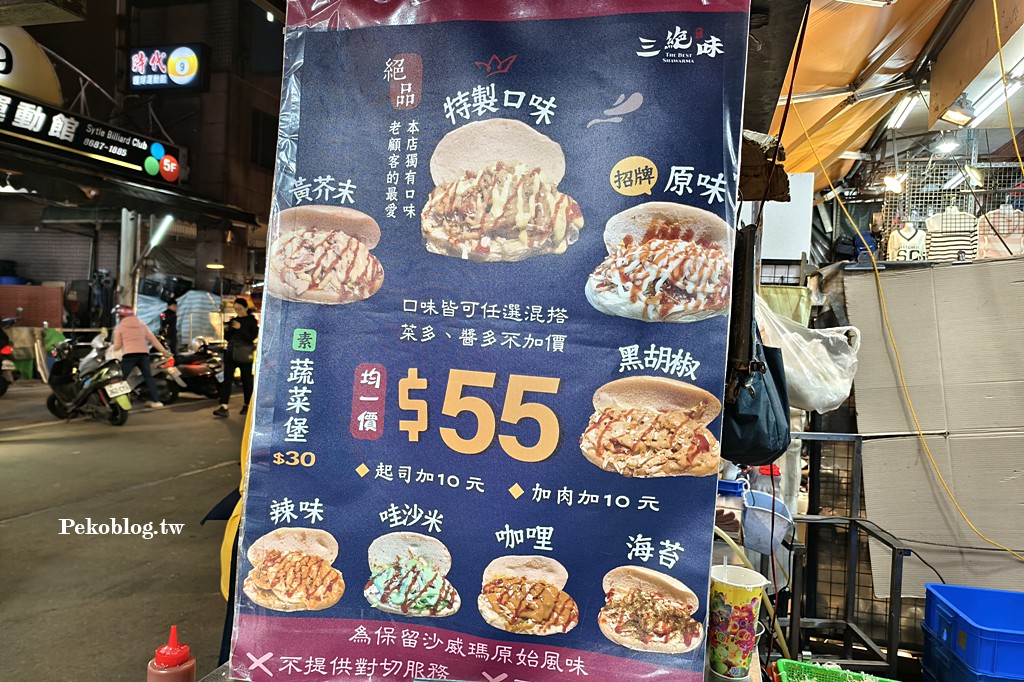 時代
9
運動館
Sytle Billiard Club
8687-1885
5F
三絕味
THE BEST
SHAWARMA
絕品
特製口味
本店獨有口味
老顧客的最愛
黃芥末
招牌
原味
口味皆可任選混搭
菜多、醬多不加價
黑胡椒
素
蔬菜堡
$30
均一價
$55
起司加10元
加肉加10元
辣味
哇沙米
咖哩
海苔
為保留沙威瑪原始風味
不提供對切服務
Pekoblog.tw